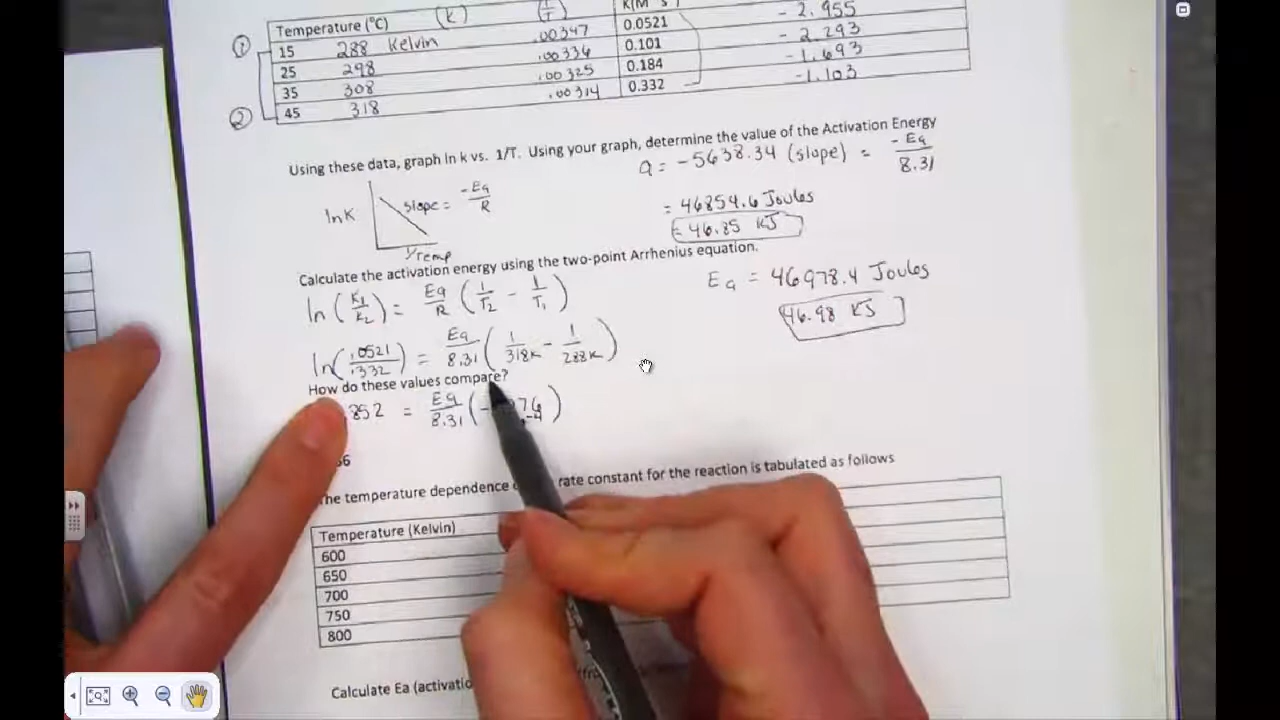 Temperature (°C) (K) (1/T)
① 15 288 Kelvin .00347 0.0521 - 2.955
25 298 .00336 0.101 - 2.293
35 308 .00325 0.184 -1.693
② 45 318 .00314 0.332 -1.103
Using these data, graph ln k vs. 1/T. Using your graph, determine the value of the Activation Energy
a = -5638.34 (slope) = -Ea/8.31
lnK slope = -Ea/R
1/Temp
= 46854.6 Joules
= 46.85 KJ
Calculate the activation energy using the two-point Arrhenius equation.
ln (K1/K2) = Ea/R (1/T2 - 1/T1)
Ea = 46978.4 Joules
46.98 KJ
ln(.0521/.332) = Ea/8.31 (1/318K - 1/288K)
How do these values compare?
.852 = Ea/8.31 (-
The temperature dependence rate constant for the reaction is tabulated as follows
Temperature (Kelvin)
600
650
700
750
800
Calculate Ea